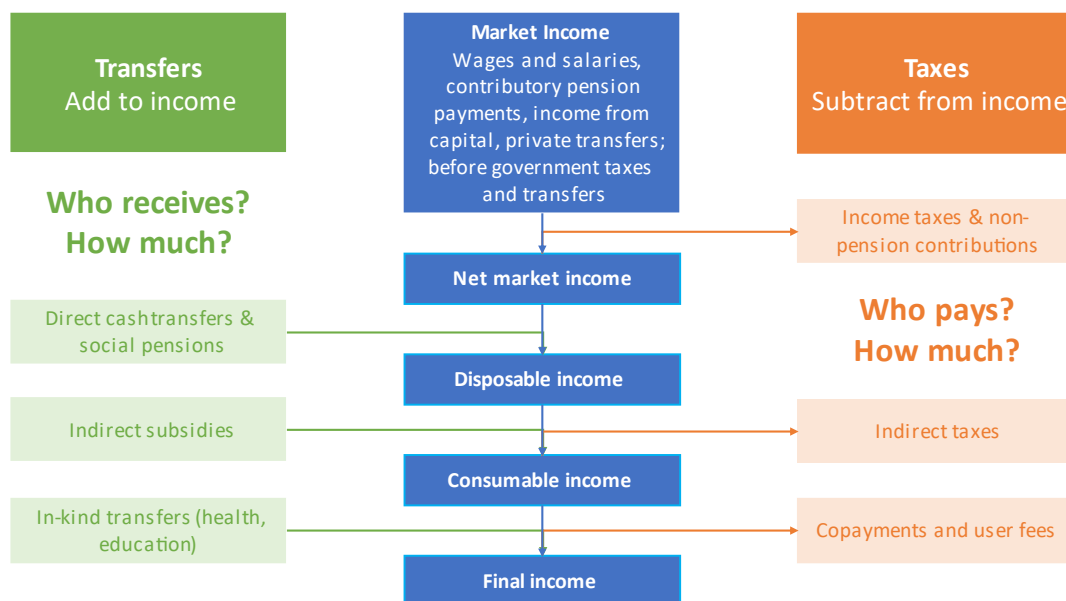 Transfers
Add to income
Market Income
Wages and salaries,
contributory pension
payments, income from
capital, private transfers;
before government taxes
and transfers
Taxes
Subtract from income
Who receives?
How much?
Income taxes & non-
pension contributions
Net market income
Direct cashtransfers &
social pensions
Who pays?
How much?
Disposable income
Indirect subsidies
Indirect taxes
Consumable income
In-kind transfers (health,
education)
Copayments and user fees
Final income